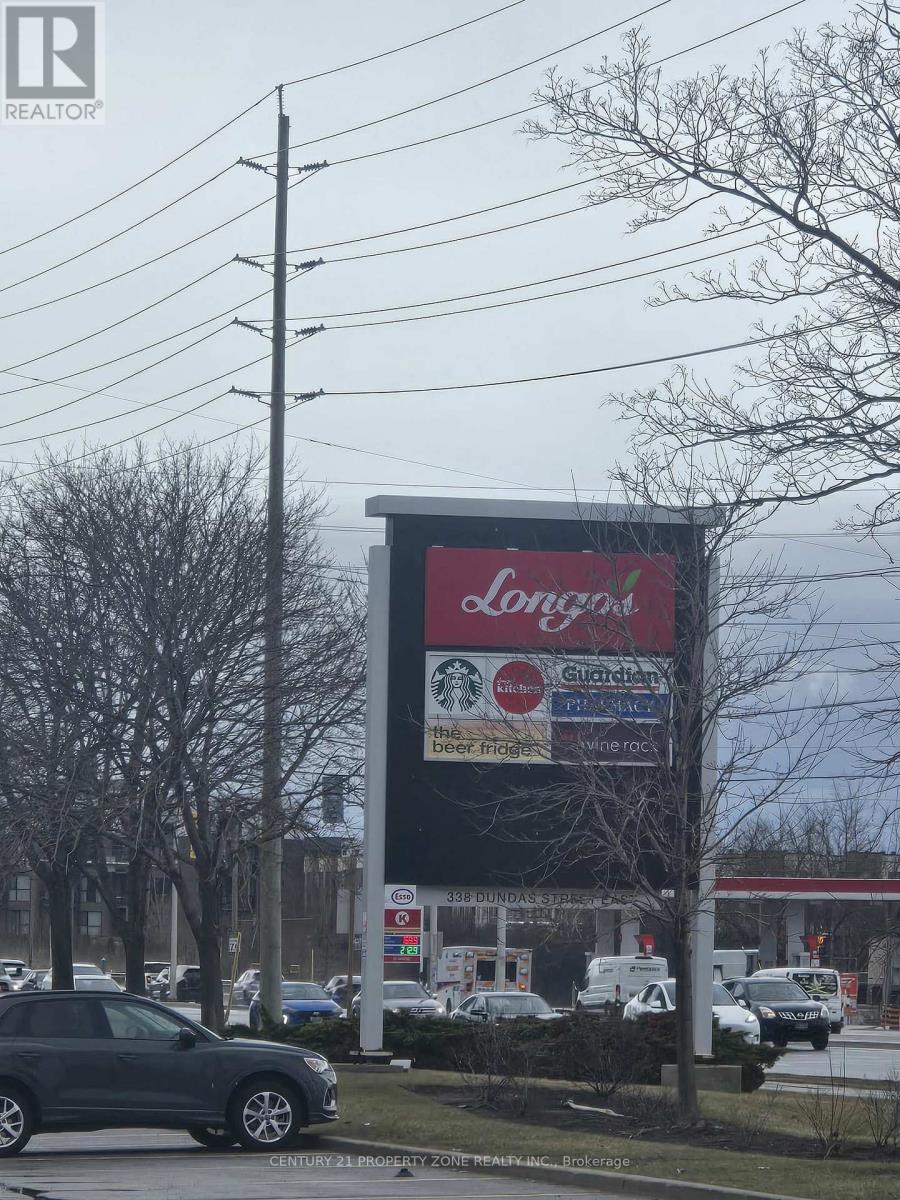 REALTOR®
Longo's
kitchen
Guardian
PHARMACY
the
beer fridge
wine rack
338 DUNDAS STREET EAST
Esso
K
CENTURY 21 PROPERTY ZONE REALTY INC., Brokerage